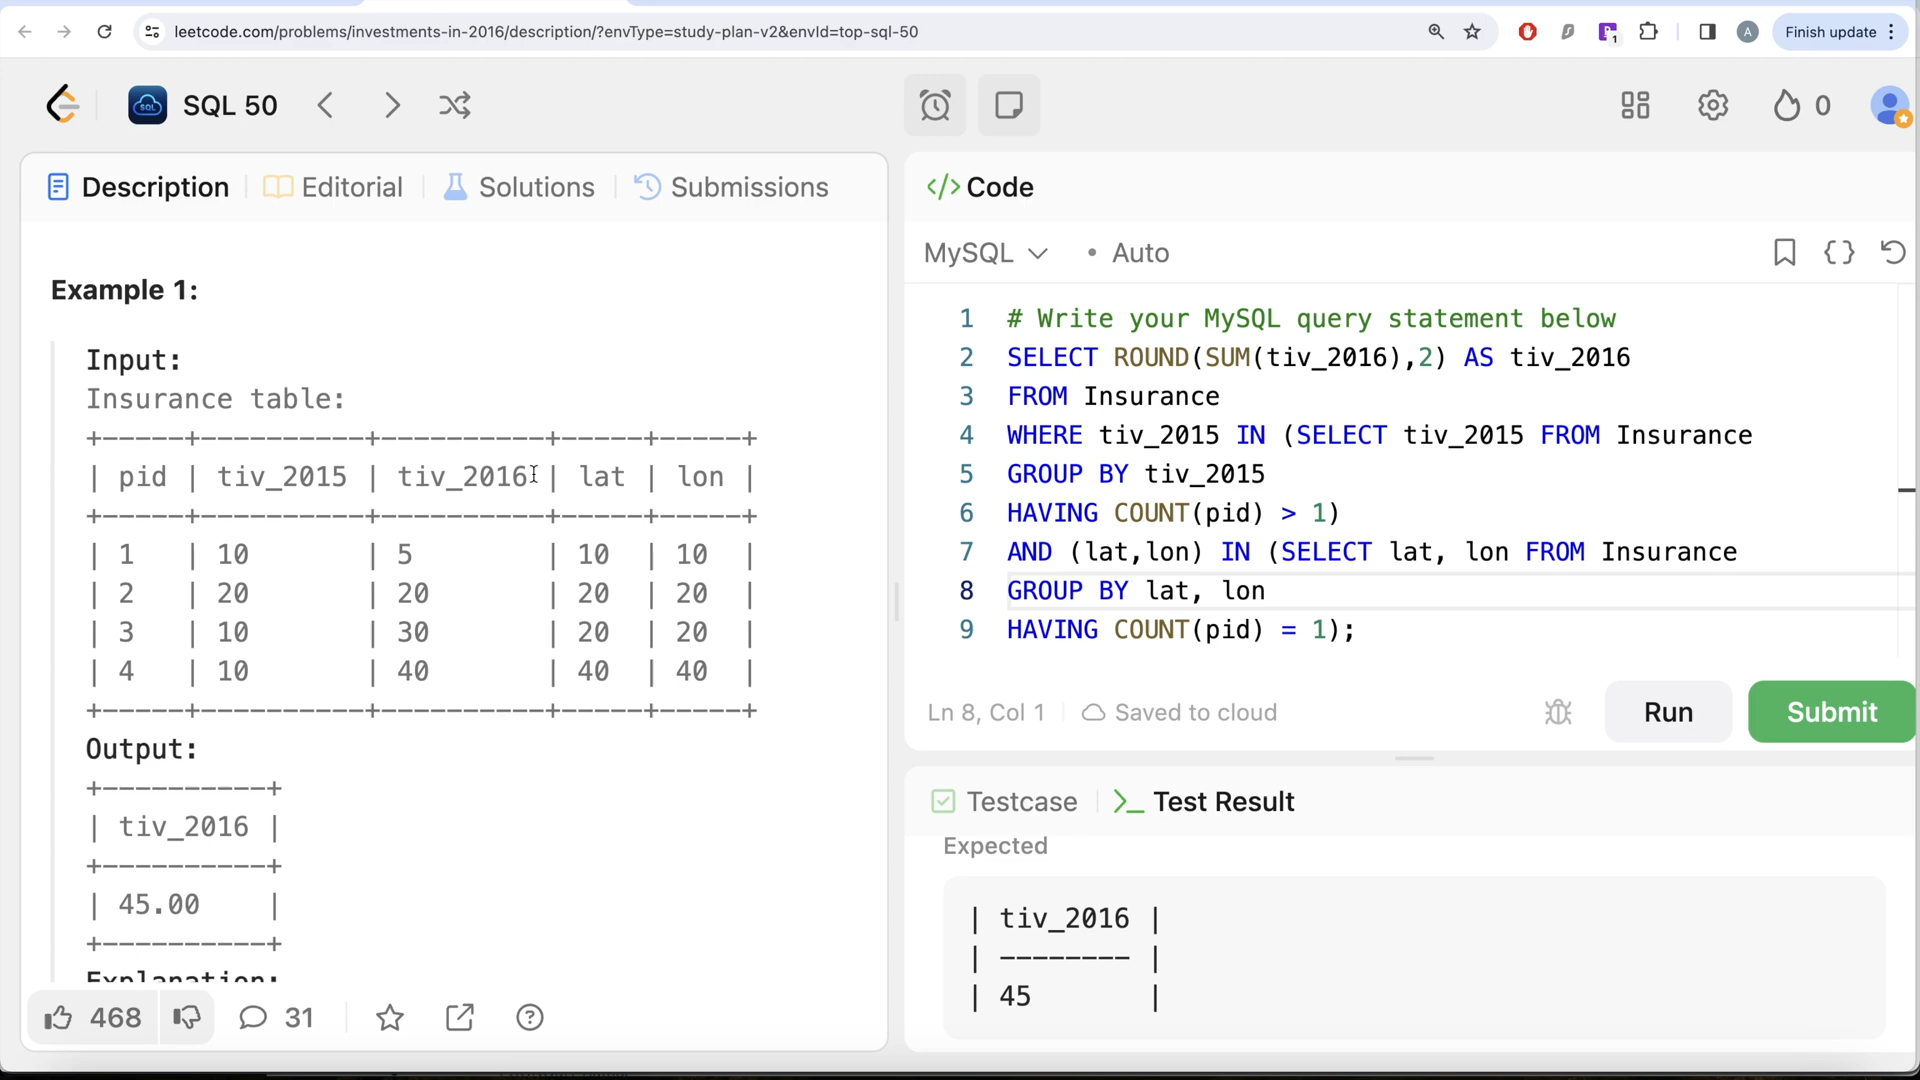 leetcode.com/problems/investments-in-2016/description/?envType=study-plan-v2&envId=top-sql-50
1
A
Finish update
SQL
SQL 50
0
Description
Editorial
Solutions
Submissions
Example 1:
Input:
Insurance table:
+-----+----------+----------+-----+-----+
| pid | tiv_2015 | tiv_2016 | lat | lon |
+-----+----------+----------+-----+-----+
| 1 | 10 | 5 | 10 | 10 |
| 2 | 20 | 20 | 20 | 20 |
| 3 | 10 | 30 | 20 | 20 |
| 4 | 10 | 40 | 40 | 40 |
+-----+----------+----------+-----+-----+
Output:
+----------+
| tiv_2016 |
+----------+
| 45.00 |
+----------+
Explanation:
468
31
</> Code
MySQL
• Auto
1 # Write your MySQL query statement below
2 SELECT ROUND(SUM(tiv_2016),2) AS tiv_2016
3 FROM Insurance
4 WHERE tiv_2015 IN (SELECT tiv_2015 FROM Insurance
5 GROUP BY tiv_2015
6 HAVING COUNT(pid) > 1)
7 AND (lat,lon) IN (SELECT lat, lon FROM Insurance
8 GROUP BY lat, lon
9 HAVING COUNT(pid) = 1);
Ln 8, Col 1
Saved to cloud
Run
Submit
Testcase
Test Result
Expected
| tiv_2016 |
| -------- |
| 45 |